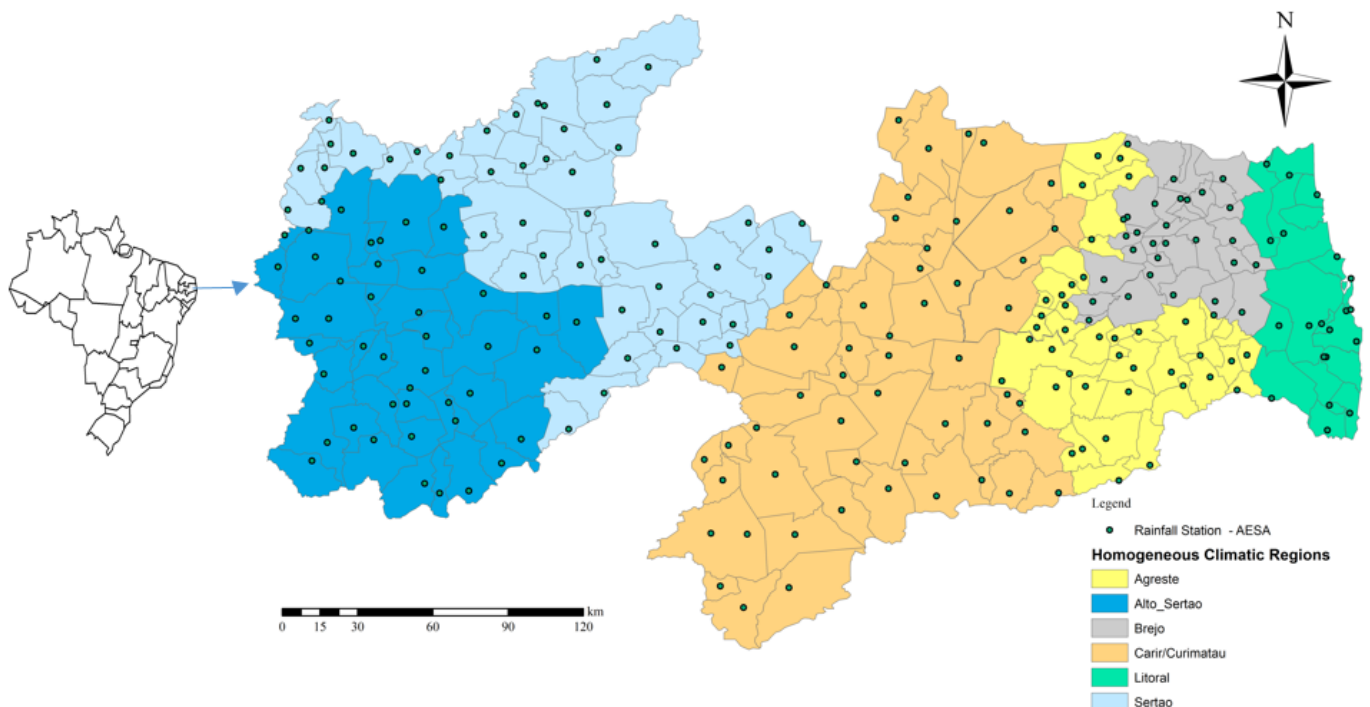 N
Legend
Rainfall Station - AESA
Homogeneous Climatic Regions
Agreste
Alto_Sertao
Brejo
Carir/Curimatau
Litoral
Sertao
km
0 15 30 60 90 120